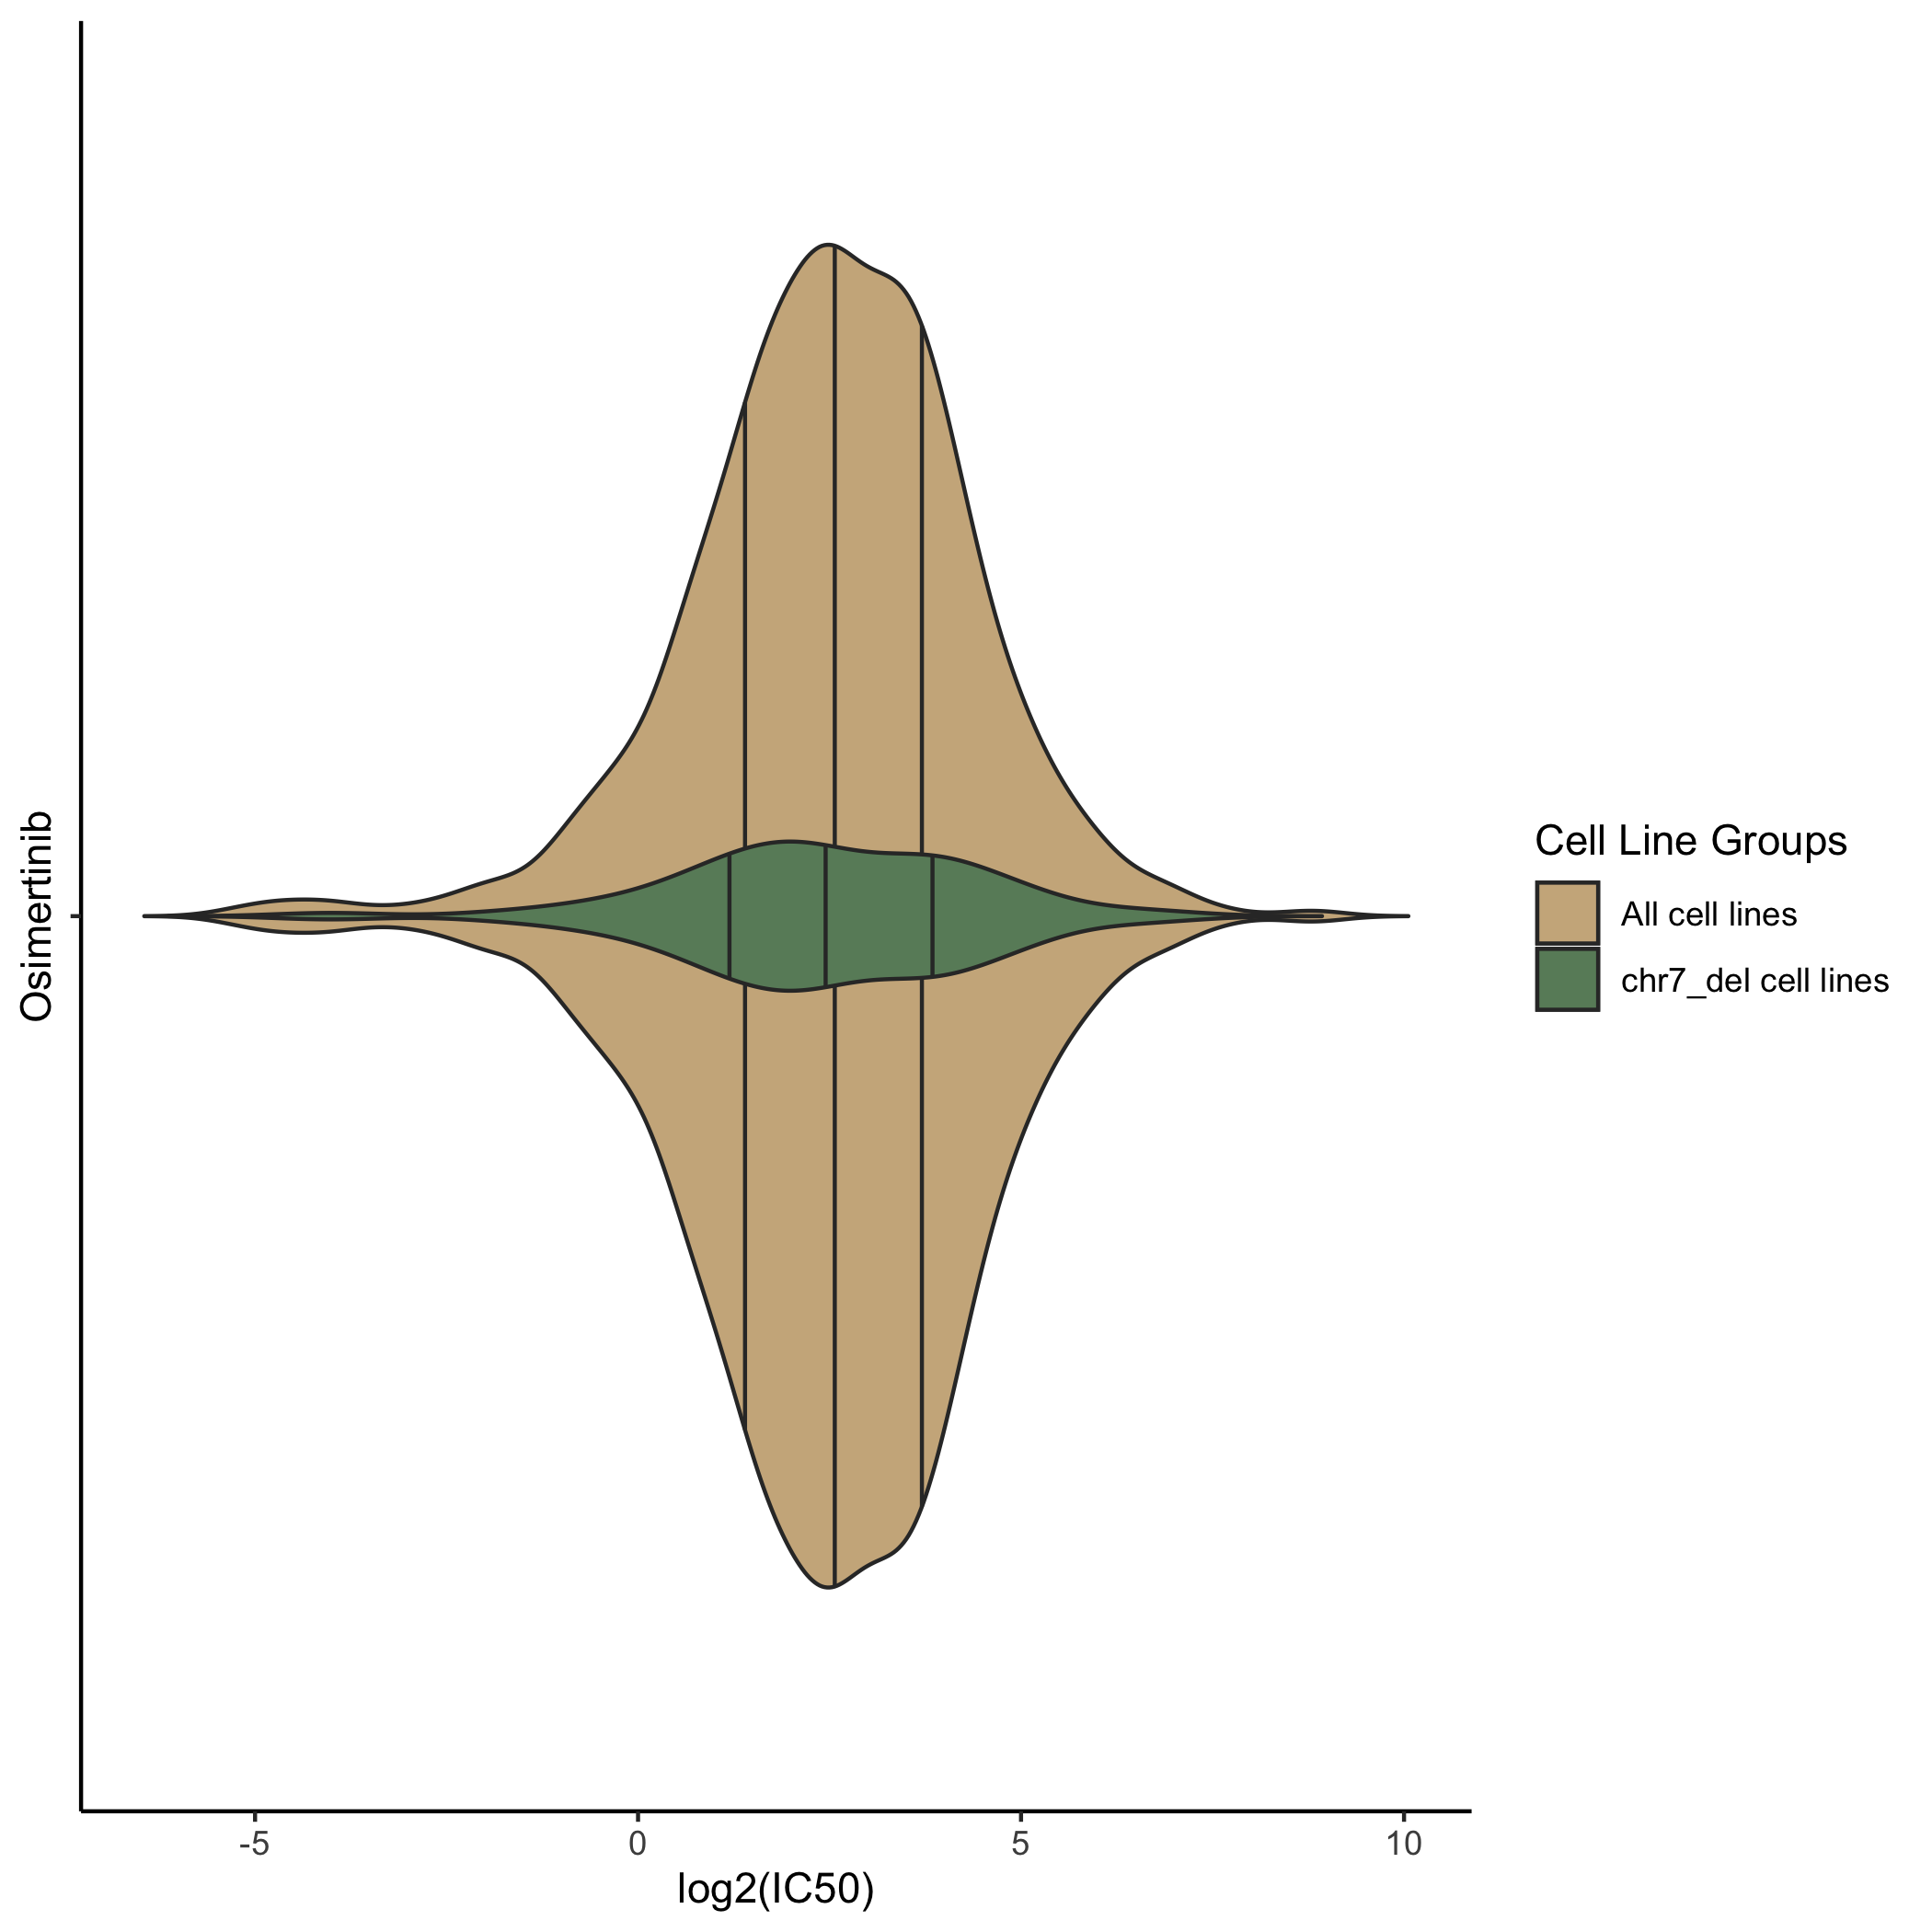 Osimertinib
-5
0
5
10
log2(IC50)
Cell Line Groups
All cell lines
chr7_del cell lines